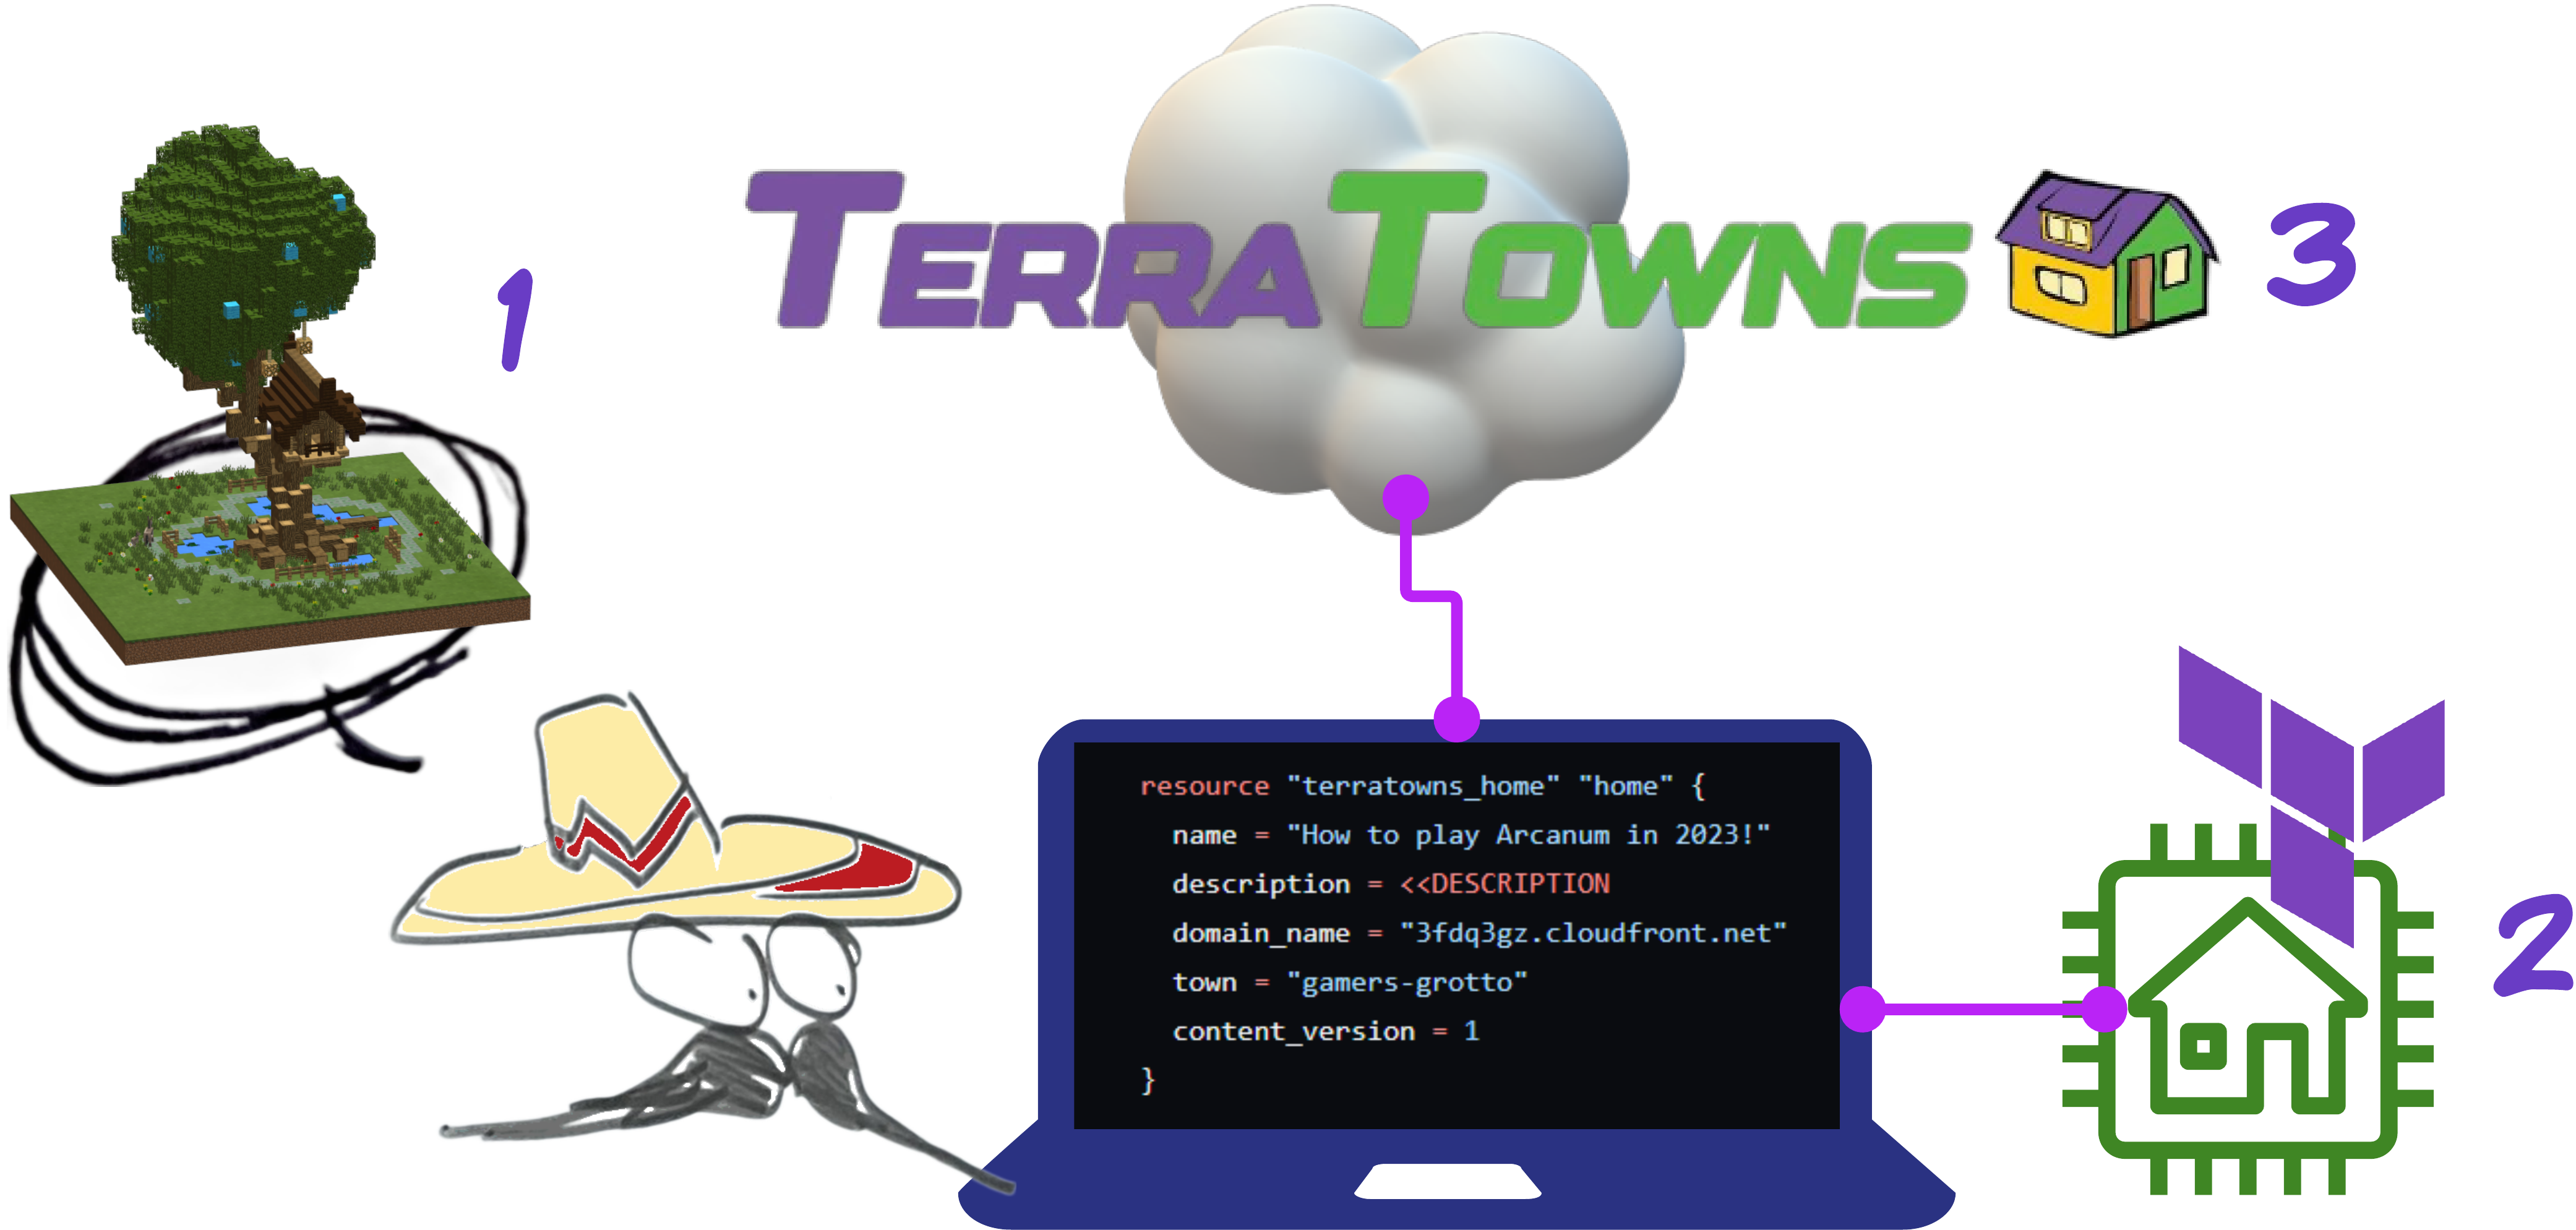 1
TERRATOWNS
3
resource "terratowns_home" "home" {
name = "How to play Arcanum in 2023!"
description = <<DESCRIPTION
domain_name = "3fdq3gz.cloudfront.net"
town = "gamers-grotto"
content_version = 1
}
2